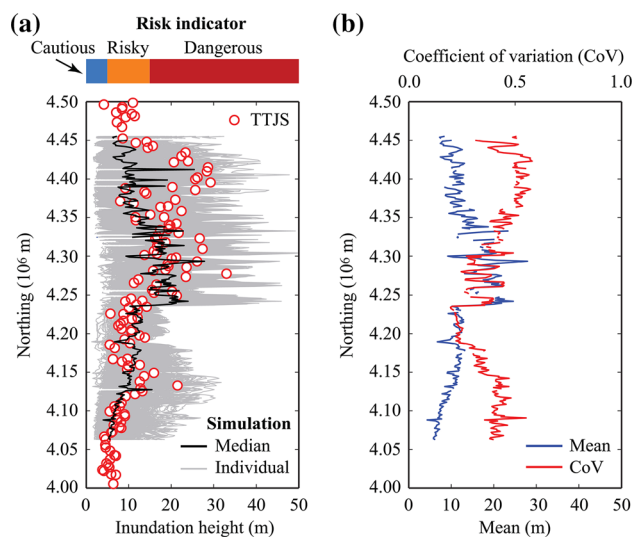 (a)
Risk indicator
Cautious Risky Dangerous
4.50
4.45
4.40
4.35
4.30
4.25
4.20
4.15
4.10
4.05
4.00
Northing (10⁶ m)
TTJS
Simulation
Median
Individual
0 10 20 30 40 50
Inundation height (m)
(b)
Coefficient of variation (CoV)
0.0 0.5 1.0
4.50
4.45
4.40
4.35
4.30
4.25
4.20
4.15
4.10
4.05
4.00
Northing (10⁶ m)
Mean
CoV
0 10 20 30 40 50
Mean (m)